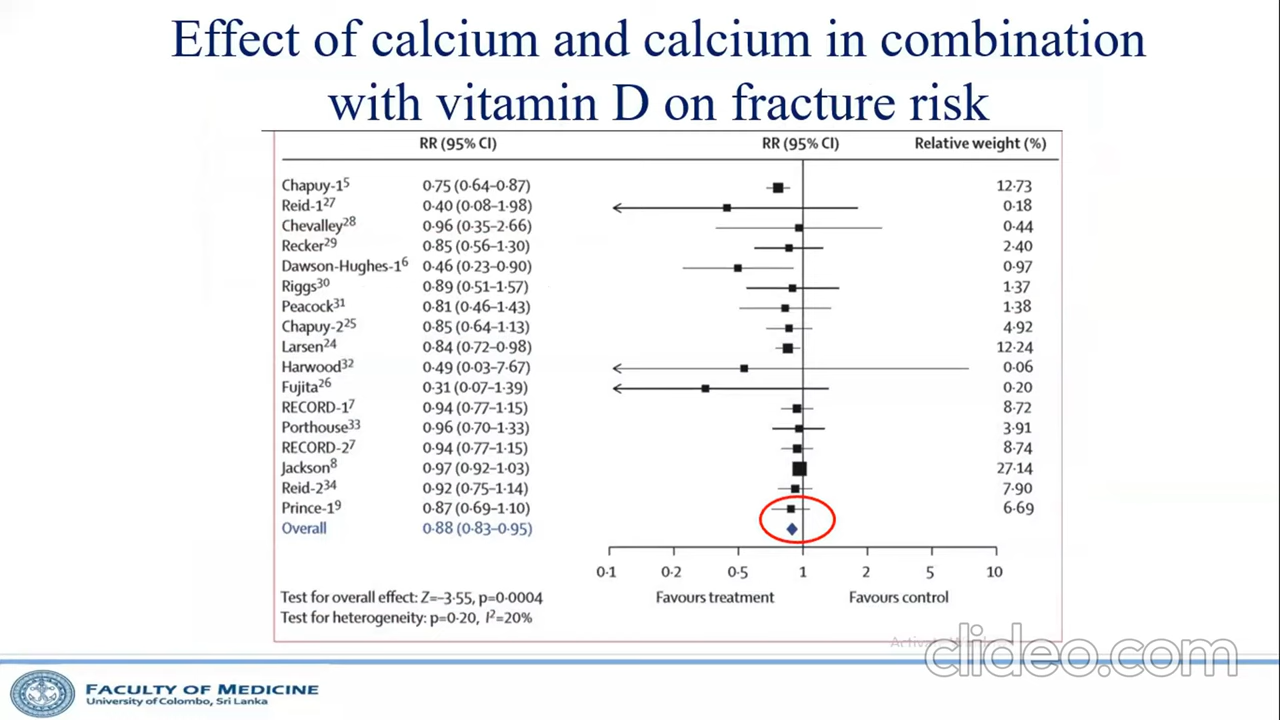 Effect of calcium and calcium in combination
with vitamin D on fracture risk
RR (95% CI) RR (95% CI) Relative weight (%)
Chapuy-1⁵ 0·75 (0·64–0·87) 12·73
Reid-1²⁷ 0·40 (0·08–1·98) 0·18
Chevalley²⁸ 0·96 (0·35–2·66) 0·44
Recker²⁹ 0·85 (0·56–1·30) 2·40
Dawson-Hughes-1⁶ 0·46 (0·23–0·90) 0·97
Riggs³⁰ 0·89 (0·51–1·57) 1·37
Peacock³¹ 0·81 (0·46–1·43) 1·38
Chapuy-2²⁵ 0·85 (0·64–1·13) 4·92
Larsen²⁴ 0·84 (0·72–0·98) 12·24
Harwood³² 0·49 (0·03–7·67) 0·06
Fujita²⁶ 0·31 (0·07–1·39) 0·20
RECORD-1⁷ 0·94 (0·77–1·15) 8·72
Porthouse³³ 0·96 (0·70–1·33) 3·91
RECORD-2⁷ 0·94 (0·77–1·15) 8·74
Jackson⁸ 0·97 (0·92–1·03) 27·14
Reid-2³⁴ 0·92 (0·75–1·14) 7·90
Prince-1⁹ 0·87 (0·69–1·10) 6·69
Overall 0·88 (0·83–0·95)
0·1 0·2 0·5 1 2 5 10
Test for overall effect: Z=–3·55, p=0·0004 Favours treatment Favours control
Test for heterogeneity: p=0·20, I²=20%
clideo.com
FACULTY OF MEDICINE
University of Colombo, Sri Lanka